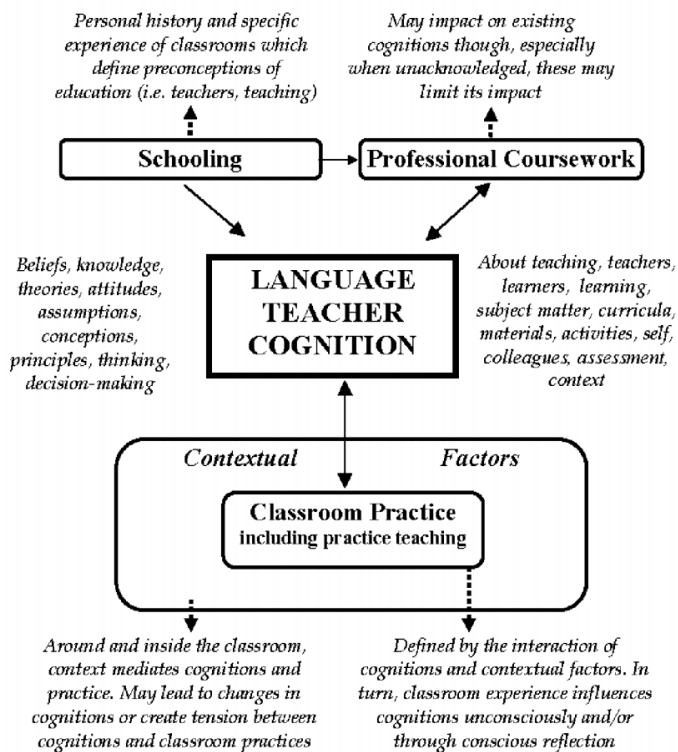 Personal history and specific
experience of classrooms which
define preconceptions of
education (i.e. teachers, teaching)
May impact on existing
cognitions though, especially
when unacknowledged, these may
limit its impact
Schooling
Professional Coursework
Beliefs, knowledge,
theories, attitudes,
assumptions,
conceptions,
principles, thinking,
decision-making
LANGUAGE
TEACHER
COGNITION
About teaching, teachers,
learners, learning,
subject matter, curricula,
materials, activities, self,
colleagues, assessment,
context
Contextual Factors
Classroom Practice
including practice teaching
Around and inside the classroom,
context mediates cognitions and
practice. May lead to changes in
cognitions or create tension between
cognitions and classroom practices
Defined by the interaction of
cognitions and contextual factors. In
turn, classroom experience influences
cognitions unconsciously and/or
through conscious reflection